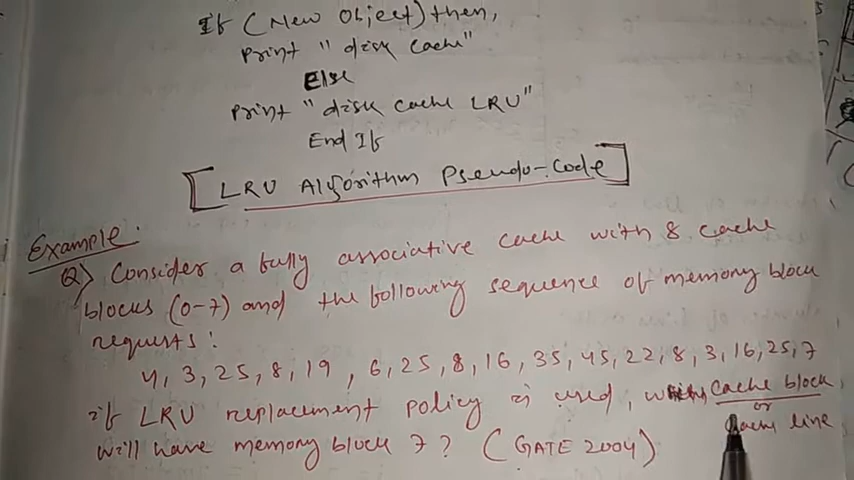 If (New Object) then,
Print "disk cache"
Else
Print "disk cache LRU"
End If
[LRU Algorithm Pseudo-Code]
Example:
Q> Consider a fully associative cache with 8 cache
blocks (0-7) and the following sequence of memory block
requests:
4, 3, 25, 8, 19, 6, 25, 8, 16, 35, 45, 22, 8, 3, 16, 25, 7
if LRU replacement policy is used, which cache block
or
cache line
will have memory block 7? (GATE 2004)